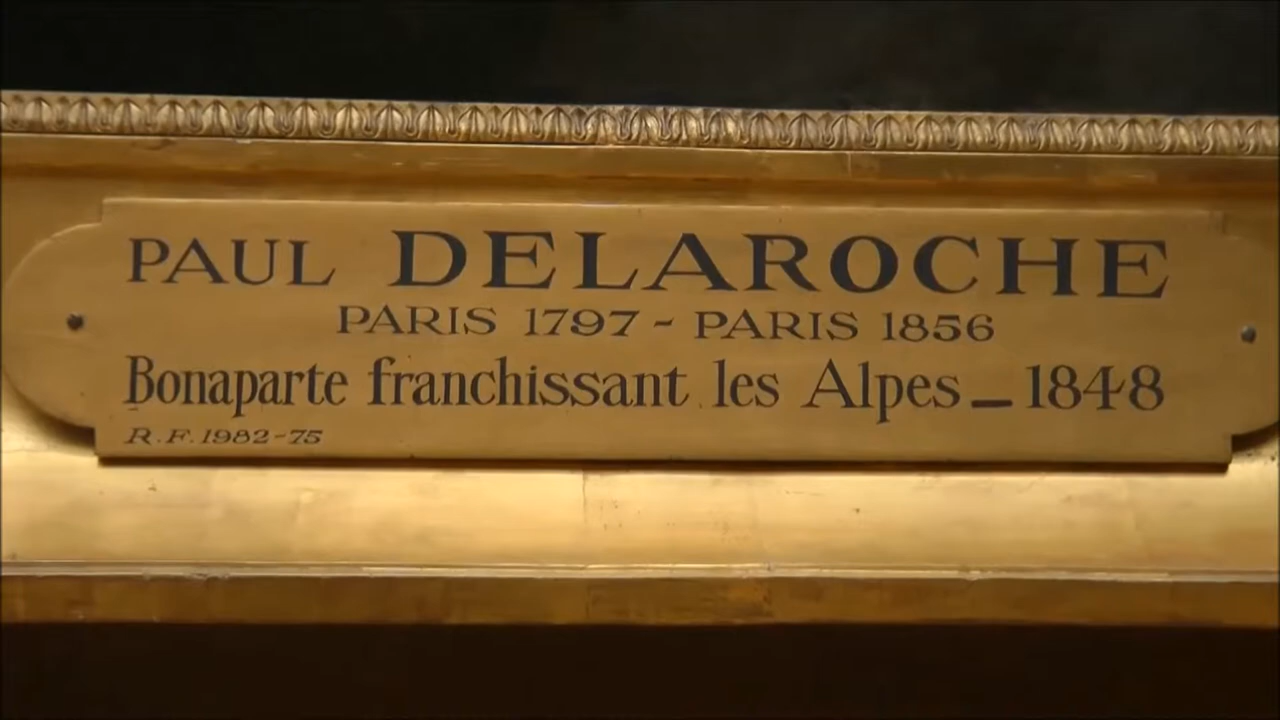 PAUL DELAROCHE
PARIS 1797 - PARIS 1856
Bonaparte franchissant les Alpes _ 1848
R.F. 1982-75